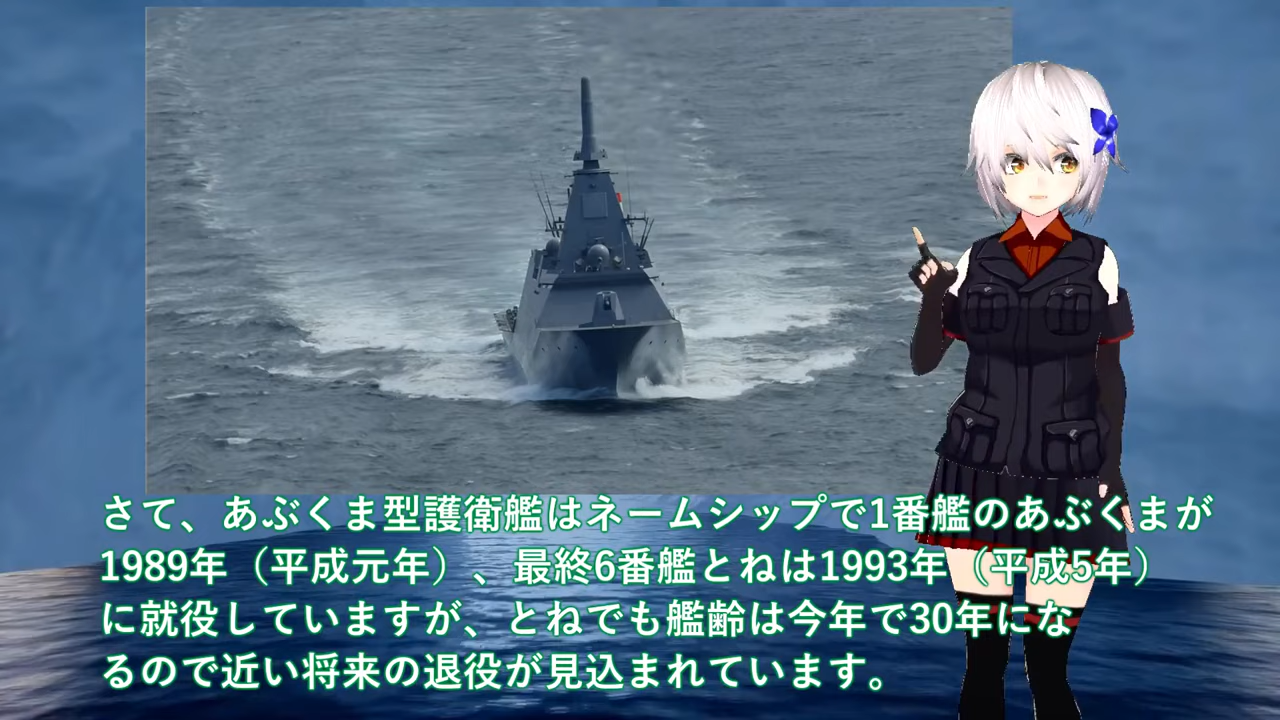 さて、あぶくま型護衛艦はネームシップで1番艦のあぶくまが
1989年（平成元年）、最終6番艦とねは1993年（平成5年）
に就役していますが、とねでも艦齢は今年で30年にな
るので近い将来の退役が見込まれています。